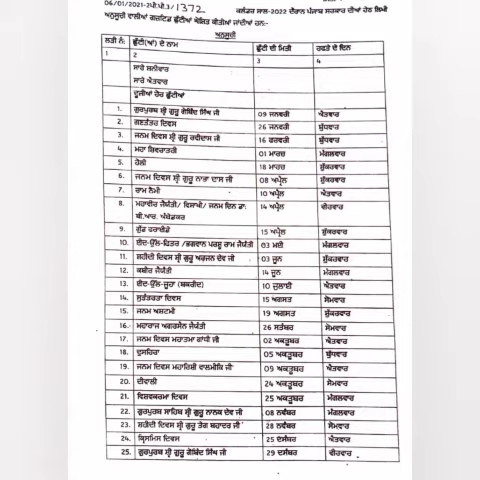 06/01/2021-2ਪੀ.ਪੀ.3/1372 ਕਲੰਡਰ ਸਾਲ-2022 ਦੌਰਾਨ ਪੰਜਾਬ ਸਰਕਾਰ ਦੀਆਂ ਹੇਠ ਲਿਖੀ
ਅਨੁਸੂਚੀ ਵਾਲੀਆਂ ਗਜ਼ਟਿਡ ਛੁੱਟੀਆਂ ਘੋਸ਼ਿਤ ਕੀਤੀਆਂ ਜਾਂਦੀਆਂ ਹਨ:-
ਅਨੁਸੂਚੀ
ਲੜੀ ਨੰ: ਛੁੱਟੀ(ਆਂ) ਦੇ ਨਾਮ ਛੁੱਟੀ ਦੀ ਮਿਤੀ ਹਫਤੇ ਦੇ ਦਿਨ
1 2 3 4
ਸਾਰੇ ਸ਼ਨੀਵਾਰ
ਸਾਰੇ ਐਤਵਾਰ
ਦੂਜੀਆਂ ਹੋਰ ਛੁੱਟੀਆਂ
1. ਗੁਰਪੁਰਬ ਸ੍ਰੀ ਗੁਰੂ ਗੋਬਿੰਦ ਸਿੰਘ ਜੀ 09 ਜਨਵਰੀ ਐਤਵਾਰ
2. ਗਣਤੰਤਰ ਦਿਵਸ 26 ਜਨਵਰੀ ਬੁੱਧਵਾਰ
3. ਜਨਮ ਦਿਵਸ ਸ੍ਰੀ ਗੁਰੂ ਰਵੀਦਾਸ ਜੀ 16 ਫਰਵਰੀ ਬੁੱਧਵਾਰ
4. ਮਹਾ ਸ਼ਿਵਰਾਤਰੀ 01 ਮਾਰਚ ਮੰਗਲਵਾਰ
5. ਹੋਲੀ 18 ਮਾਰਚ ਸ਼ੁੱਕਰਵਾਰ
6. ਜਨਮ ਦਿਵਸ ਸ੍ਰੀ ਗੁਰੂ ਨਾਭਾ ਦਾਸ ਜੀ 08 ਅਪ੍ਰੈਲ ਸ਼ੁੱਕਰਵਾਰ
7. ਰਾਮ ਨੌਮੀ 10 ਅਪ੍ਰੈਲ ਐਤਵਾਰ
8. ਮਹਾਵੀਰ ਜੈਯੰਤੀ/ ਵਿਸਾਖੀ/ ਜਨਮ ਦਿਨ ਡਾ: 14 ਅਪ੍ਰੈਲ ਵੀਰਵਾਰ
ਬੀ.ਆਰ. ਅੰਬੇਡਕਰ
9. ਗੁੱਡ ਫਰਾਈਡੇ 15 ਅਪ੍ਰੈਲ ਸ਼ੁੱਕਰਵਾਰ
10. ਈਦ-ਉੱਲ-ਫਿਤਰ /ਭਗਵਾਨ ਪਰਸ਼ੂ ਰਾਮ ਜੈਯੰਤੀ 03 ਮਈ ਮੰਗਲਵਾਰ
11. ਸ਼ਹੀਦੀ ਦਿਵਸ ਸ੍ਰੀ ਗੁਰੂ ਅਰਜਨ ਦੇਵ ਜੀ 03 ਜੂਨ ਸ਼ੁੱਕਰਵਾਰ
12. ਕਬੀਰ ਜੈਯੰਤੀ 14 ਜੂਨ ਮੰਗਲਵਾਰ
13. ਈਦ-ਉੱਲ-ਜੂਹਾ (ਬਕਰੀਦ) 10 ਜੁਲਾਈ ਐਤਵਾਰ
14. ਸੁਤੰਤਰਤਾ ਦਿਵਸ 15 ਅਗਸਤ ਸੋਮਵਾਰ
15. ਜਨਮ ਅਸ਼ਟਮੀ 19 ਅਗਸਤ ਸ਼ੁੱਕਰਵਾਰ
16. ਮਹਾਰਾਜ ਅਗਰਸੇਨ ਜੈਯੰਤੀ 26 ਸਤੰਬਰ ਸੋਮਵਾਰ
17. ਜਨਮ ਦਿਵਸ ਮਹਾਤਮਾ ਗਾਂਧੀ ਜੀ 02 ਅਕਤੂਬਰ ਐਤਵਾਰ
18. ਦੁਸਹਿਰਾ 05 ਅਕਤੂਬਰ ਬੁੱਧਵਾਰ
19. ਜਨਮ ਦਿਵਸ ਮਹਾਰਿਸ਼ੀ ਵਾਲਮੀਕਿ ਜੀ 09 ਅਕਤੂਬਰ ਐਤਵਾਰ
20. ਦੀਵਾਲੀ 24 ਅਕਤੂਬਰ ਸੋਮਵਾਰ
21. ਵਿਸ਼ਵਕਰਮਾ ਦਿਵਸ 25 ਅਕਤੂਬਰ ਮੰਗਲਵਾਰ
22. ਗੁਰਪੁਰਬ ਸਾਹਿਬ ਸ੍ਰੀ ਗੁਰੂ ਨਾਨਕ ਦੇਵ ਜੀ 08 ਨਵੰਬਰ ਮੰਗਲਵਾਰ
23. ਸ਼ਹੀਦੀ ਦਿਵਸ ਸ੍ਰੀ ਗੁਰੂ ਤੇਗ ਬਹਾਦਰ ਜੀ 28 ਨਵੰਬਰ ਸੋਮਵਾਰ
24. ਕ੍ਰਿਸਮਿਸ ਦਿਵਸ 25 ਦਸੰਬਰ ਐਤਵਾਰ
25. ਗੁਰਪੁਰਬ ਸ੍ਰੀ ਗੁਰੂ ਗੋਬਿੰਦ ਸਿੰਘ ਜੀ 29 ਦਸੰਬਰ ਵੀਰਵਾਰ